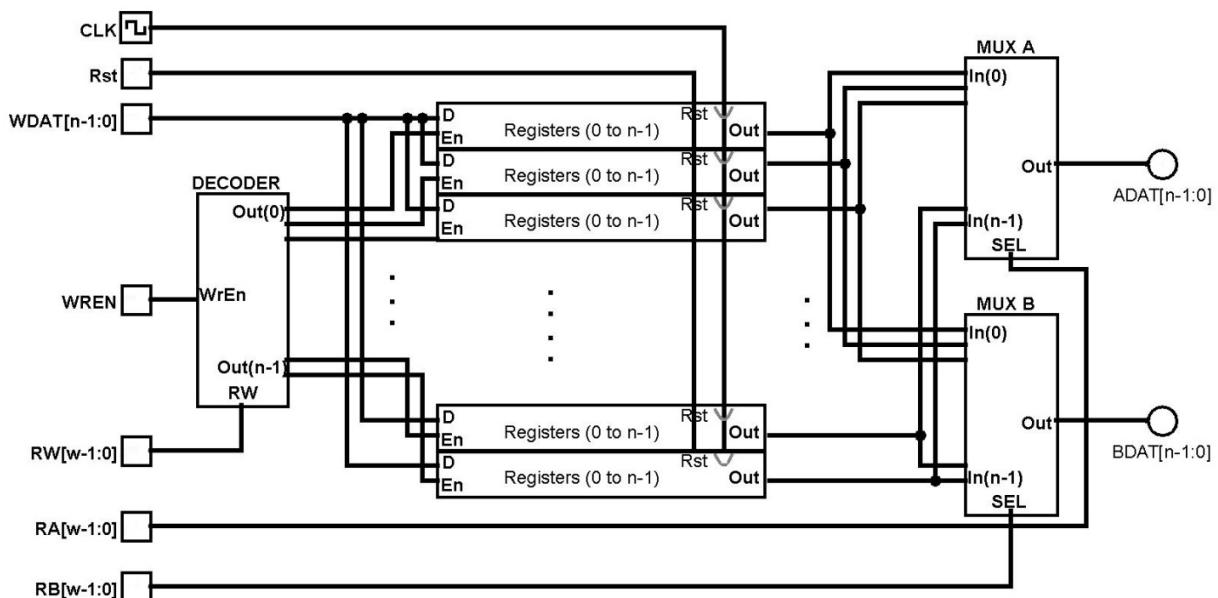 CLK
MUX A
Rst
In(0)
WDAT[n-1:0]
D
Rst
Registers (0 to n-1)
Out
En
D
Rst
Registers (0 to n-1)
Out
En
Out
DECODER
D
Rst
Registers (0 to n-1)
Out
En
ADAT[n-1:0]
Out(0)
In(n-1)
SEL
WREN
WrEn
MUX B
In(0)
Out(n-1)
RW
D
Rst
Registers (0 to n-1)
Out
En
Out
RW[w-1:0]
BDAT[n-1:0]
D
Rst
Registers (0 to n-1)
Out
En
In(n-1)
SEL
RA[w-1:0]
RB[w-1:0]